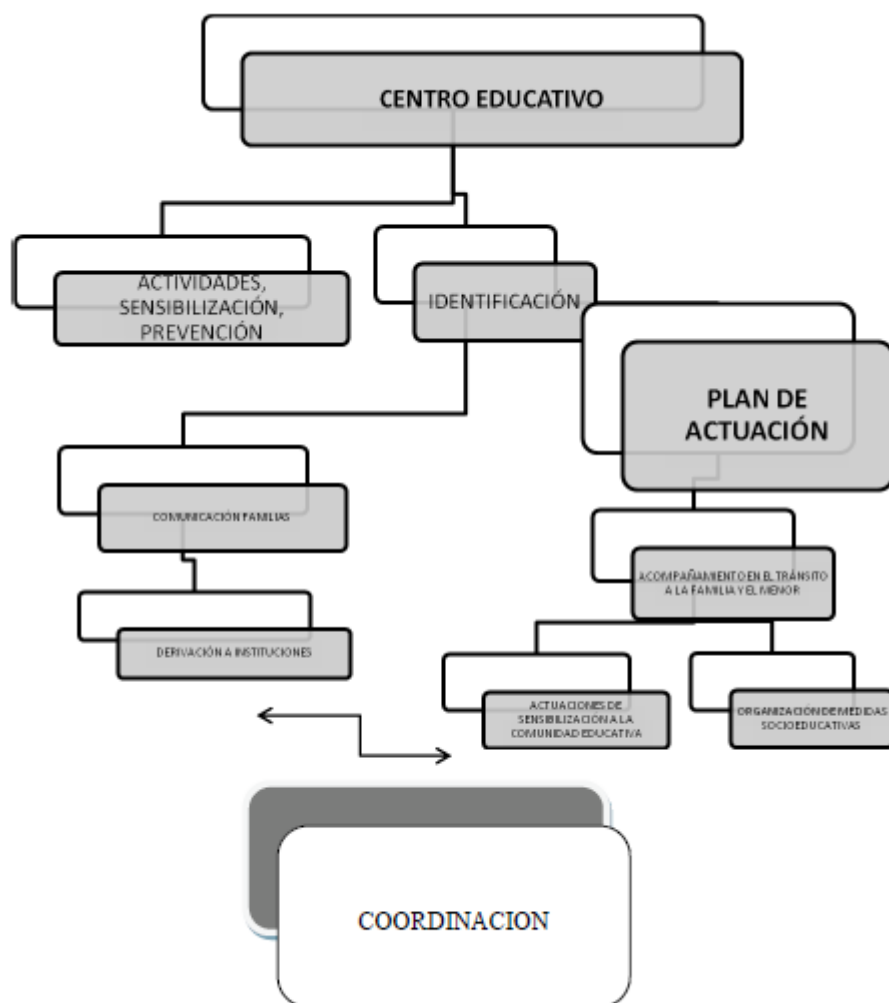 CENTRO EDUCATIVO
ACTIVIDADES,
SENSIBILIZACIÓN,
PREVENCIÓN
IDENTIFICACIÓN
PLAN DE
ACTUACIÓN
COMUNICACIÓN FAMILIAS
ACOMPAÑAMIENTO EN EL TRÁNSITO
A LA FAMILIA Y EL MENOR
DERIVACIÓN A INSTITUCIONES
ACTUACIONES DE
SENSIBILIZACIÓN A LA
COMUNIDAD EDUCATIVA
ORGANIZACIÓN DE MEDIDAS
SOCIOEDUCATIVAS
COORDINACION